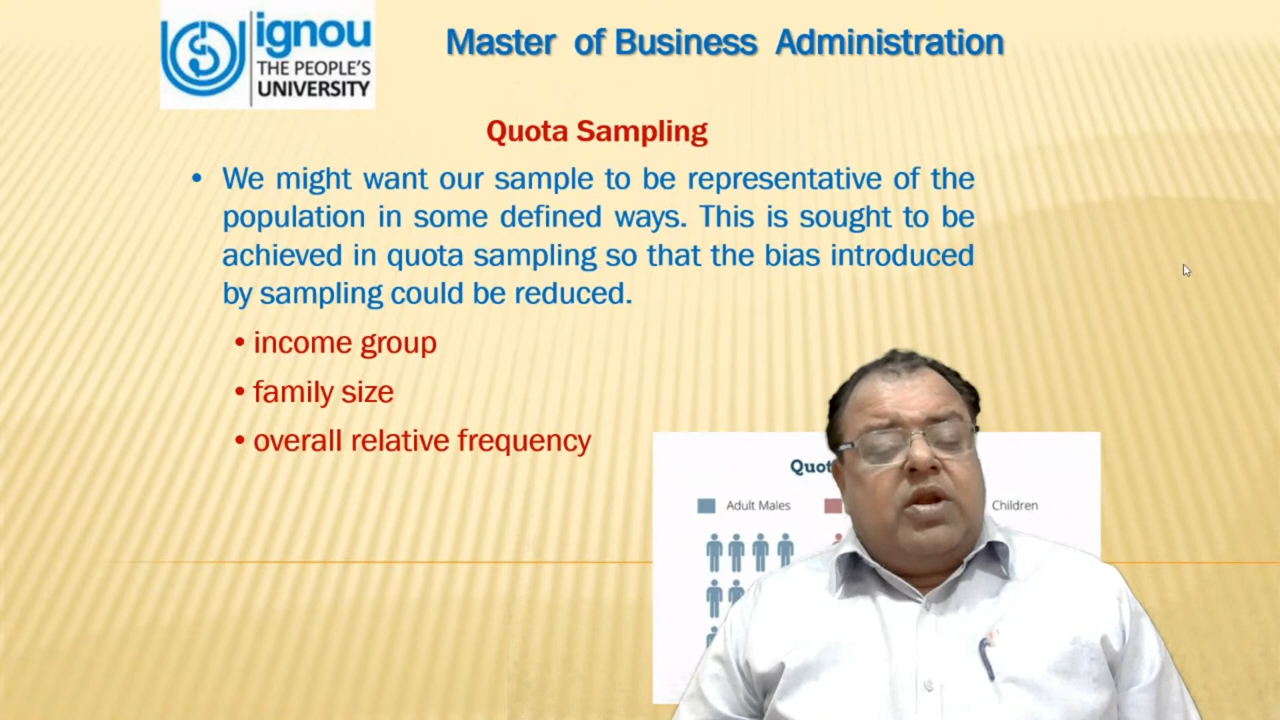 ignou
THE PEOPLE'S
UNIVERSITY
Master of Business Administration
Quota Sampling
• We might want our sample to be representative of the
population in some defined ways. This is sought to be
achieved in quota sampling so that the bias introduced
by sampling could be reduced.
• income group
• family size
• overall relative frequency
Adult Males
Children